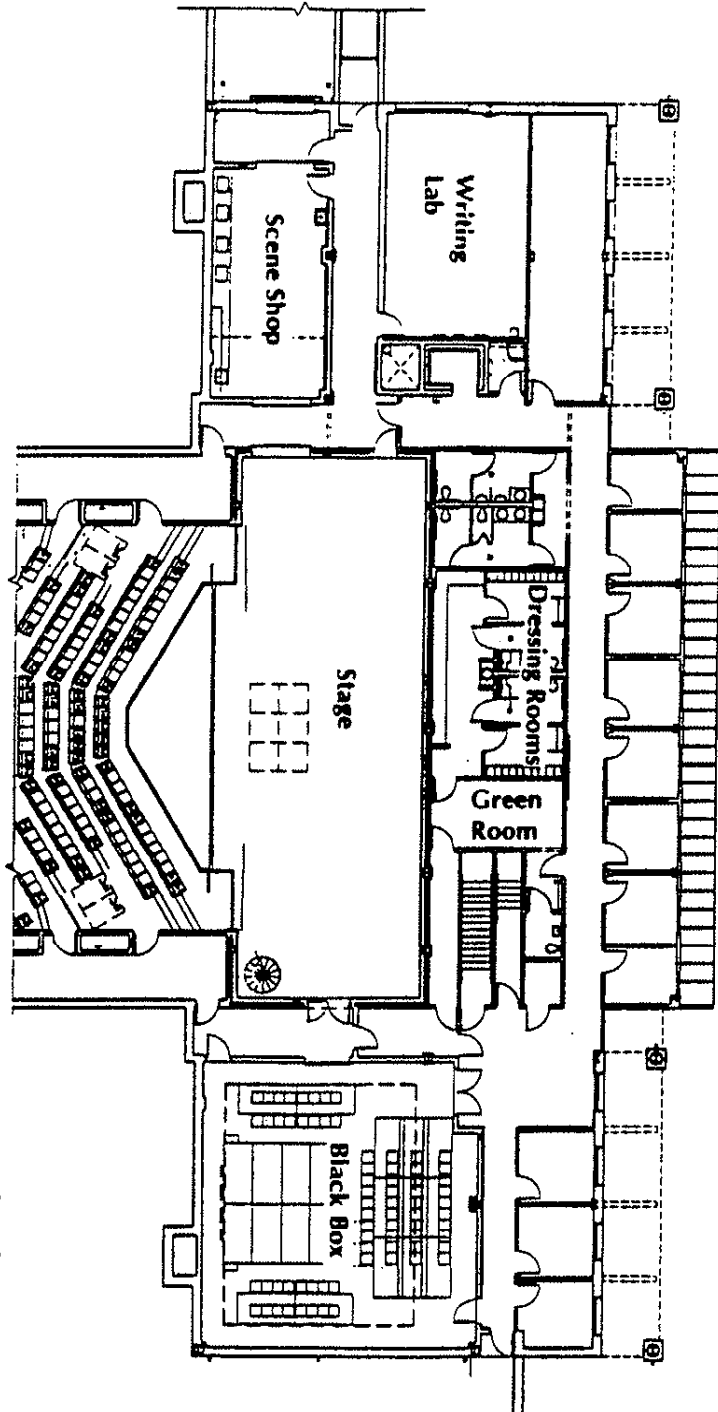 Writing
Lab
Scene Shop
Dressing Rooms
Stage
Green
Room
Black Box